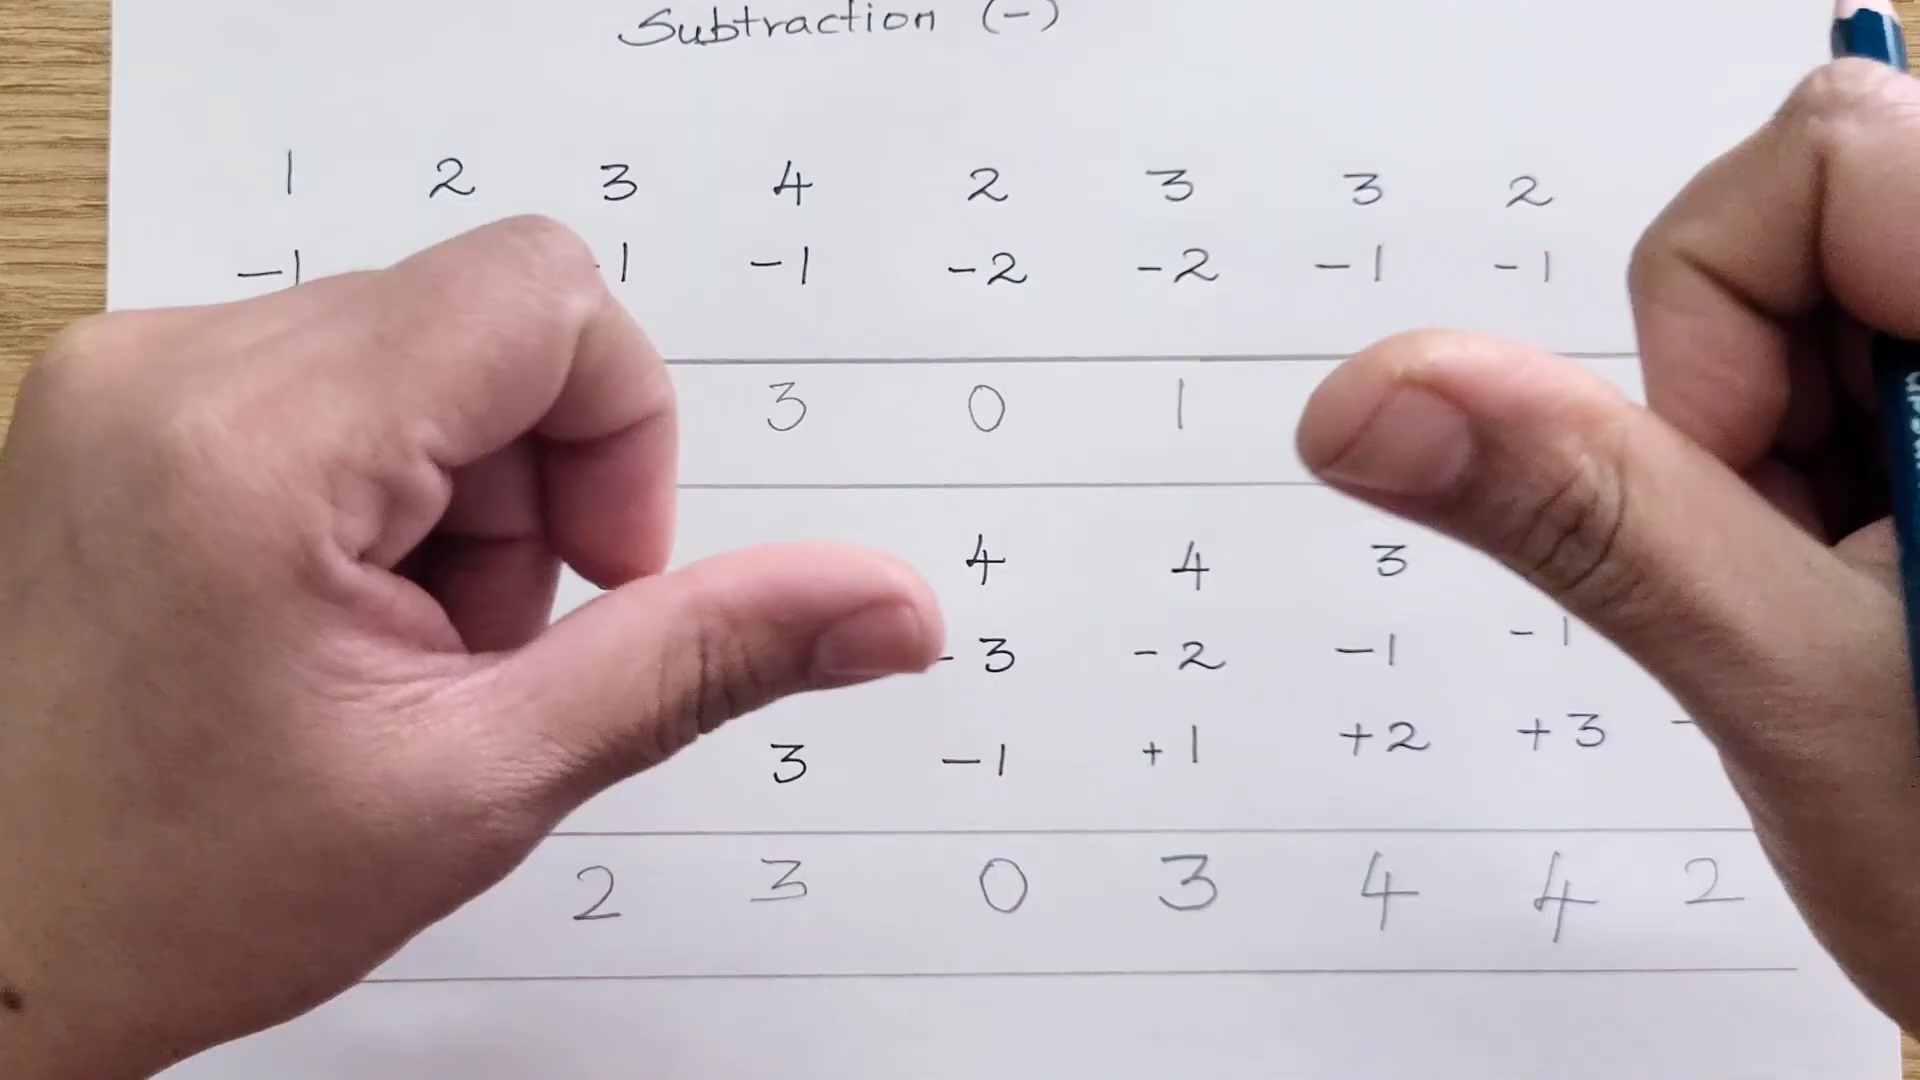 Subtraction (-)
1 2 3 4 2 3 3 2
-1 -1 -1 -2 -2 -1 -1
3 0 1
4 4 3
-3 -2 -1 -1
3 -1 +1 +2 +3
2 3 0 3 4 4 2